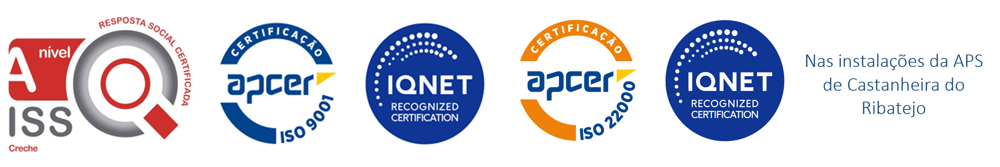 RESPOSTA SOCIAL CERTIFICADA
A nível
ISS
Creche
CERTIFICAÇÃO
apcer
ISO 9001
IQNET
RECOGNIZED
CERTIFICATION
CERTIFICAÇÃO
apcer
ISO 22000
IQNET
RECOGNIZED
CERTIFICATION
Nas instalações da APS
de Castanheira do
Ribatejo